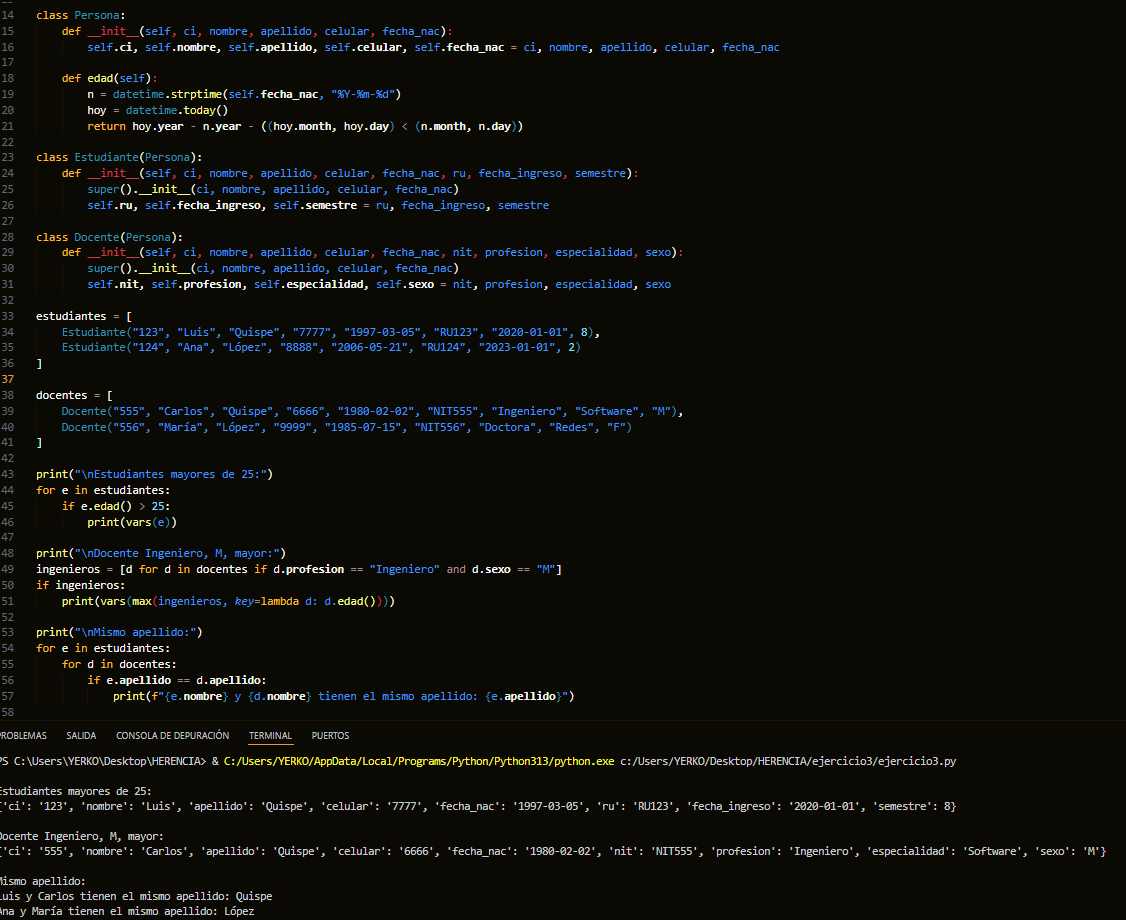 14 class Persona:
15     def __init__(self, ci, nombre, apellido, celular, fecha_nac):
16         self.ci, self.nombre, self.apellido, self.celular, self.fecha_nac = ci, nombre, apellido, celular, fecha_nac
17
18     def edad(self):
19         n = datetime.strptime(self.fecha_nac, "%Y-%m-%d")
20         hoy = datetime.today()
21         return hoy.year - n.year - ((hoy.month, hoy.day) < (n.month, n.day))
22
23 class Estudiante(Persona):
24     def __init__(self, ci, nombre, apellido, celular, fecha_nac, ru, fecha_ingreso, semestre):
25         super().__init__(ci, nombre, apellido, celular, fecha_nac)
26         self.ru, self.fecha_ingreso, self.semestre = ru, fecha_ingreso, semestre
27
28 class Docente(Persona):
29     def __init__(self, ci, nombre, apellido, celular, fecha_nac, nit, profesion, especialidad, sexo):
30         super().__init__(ci, nombre, apellido, celular, fecha_nac)
31         self.nit, self.profesion, self.especialidad, self.sexo = nit, profesion, especialidad, sexo
32
33 estudiantes = [
34     Estudiante("123", "Luis", "Quispe", "7777", "1997-03-05", "RU123", "2020-01-01", 8),
35     Estudiante("124", "Ana", "López", "8888", "2006-05-21", "RU124", "2023-01-01", 2)
36 ]
37
38 docentes = [
39     Docente("555", "Carlos", "Quispe", "6666", "1980-02-02", "NIT555", "Ingeniero", "Software", "M"),
40     Docente("556", "María", "López", "9999", "1985-07-15", "NIT556", "Doctora", "Redes", "F")
41 ]
42
43 print("\nEstudiantes mayores de 25:")
44 for e in estudiantes:
45     if e.edad() > 25:
46         print(vars(e))
47
48 print("\nDocente Ingeniero, M, mayor:")
49 ingenieros = [d for d in docentes if d.profesion == "Ingeniero" and d.sexo == "M"]
50 if ingenieros:
51     print(vars(max(ingenieros, key=lambda d: d.edad())))
52
53 print("\nMismo apellido:")
54 for e in estudiantes:
55     for d in docentes:
56         if e.apellido == d.apellido:
57             print(f"{e.nombre} y {d.nombre} tienen el mismo apellido: {e.apellido}")
58
PROBLEMAS SALIDA CONSOLA DE DEPURACIÓN TERMINAL PUERTOS
PS C:\Users\YERKO\Desktop\HERENCIA> & C:/Users/YERKO/AppData/Local/Programs/Python/Python313/python.exe c:/Users/YERKO/Desktop/HERENCIA/ejercicio3/ejercicio3.py
Estudiantes mayores de 25:
{'ci': '123', 'nombre': 'Luis', 'apellido': 'Quispe', 'celular': '7777', 'fecha_nac': '1997-03-05', 'ru': 'RU123', 'fecha_ingreso': '2020-01-01', 'semestre': 8}
Docente Ingeniero, M, mayor:
{'ci': '555', 'nombre': 'Carlos', 'apellido': 'Quispe', 'celular': '6666', 'fecha_nac': '1980-02-02', 'nit': 'NIT555', 'profesion': 'Ingeniero', 'especialidad': 'Software', 'sexo': 'M'}
Mismo apellido:
Luis y Carlos tienen el mismo apellido: Quispe
Ana y María tienen el mismo apellido: López